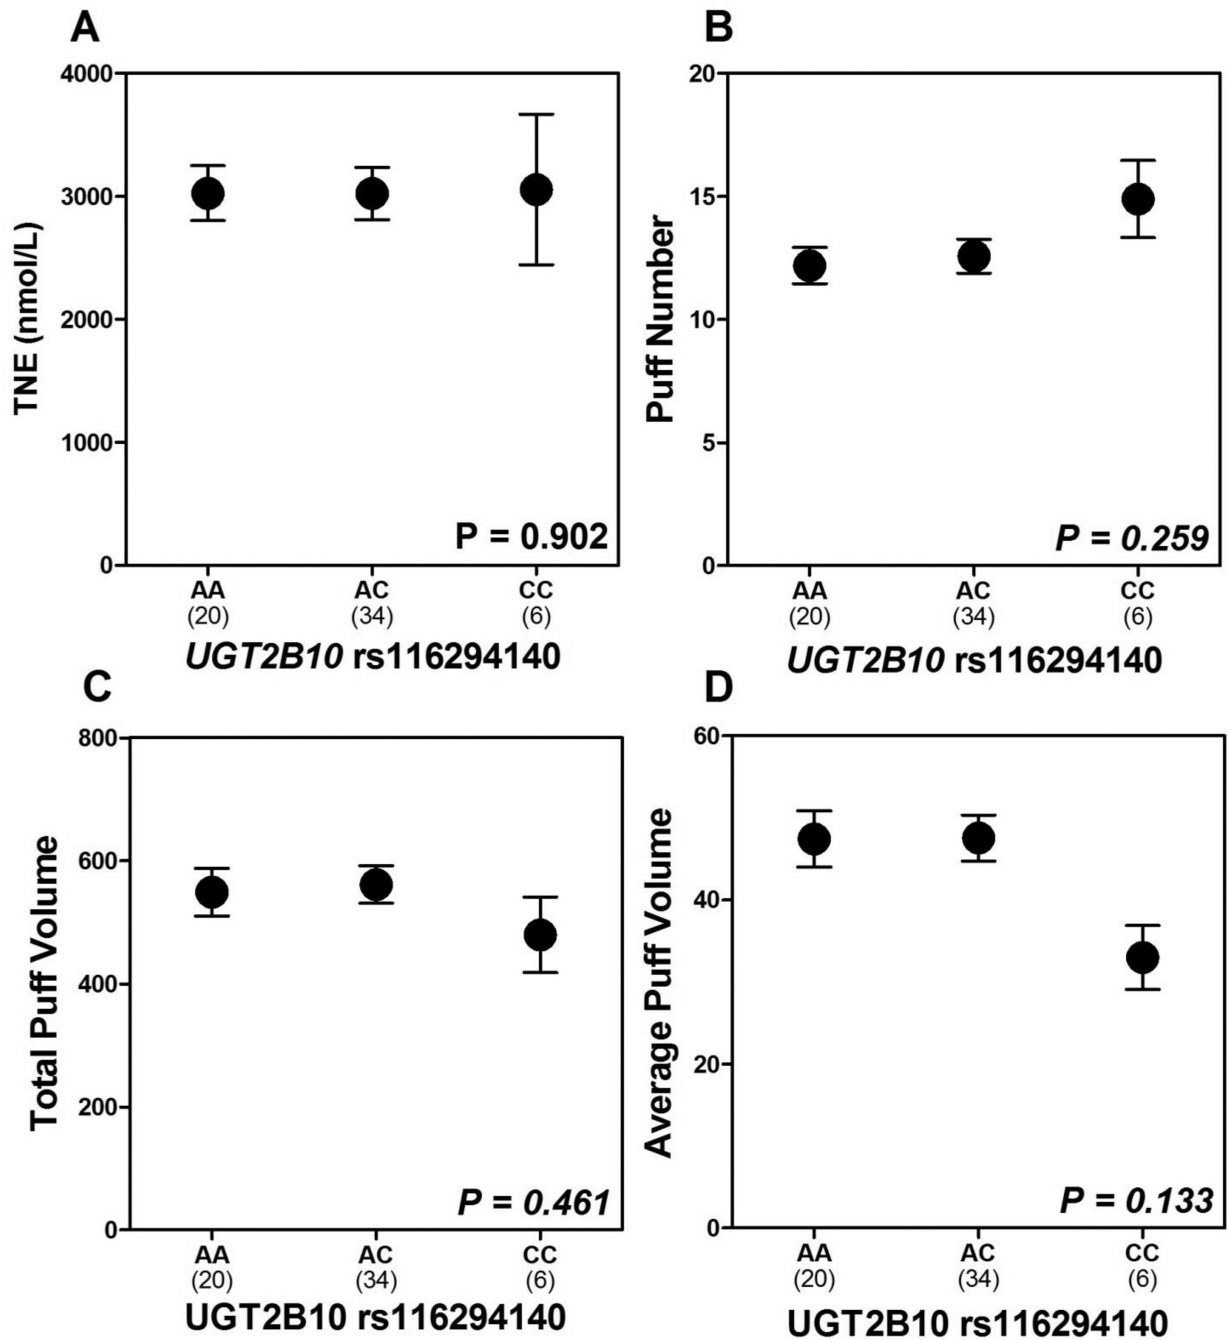 A
TNE (nmol/L)
4000
3000
2000
1000
0
P = 0.902
AA AC CC
(20) (34) (6)
UGT2B10 rs116294140
B
Puff Number
20
15
10
5
0
P = 0.259
AA AC CC
(20) (34) (6)
UGT2B10 rs116294140
C
Total Puff Volume
800
600
400
200
0
P = 0.461
AA AC CC
(20) (34) (6)
UGT2B10 rs116294140
D
Average Puff Volume
60
40
20
0
P = 0.133
AA AC CC
(20) (34) (6)
UGT2B10 rs116294140